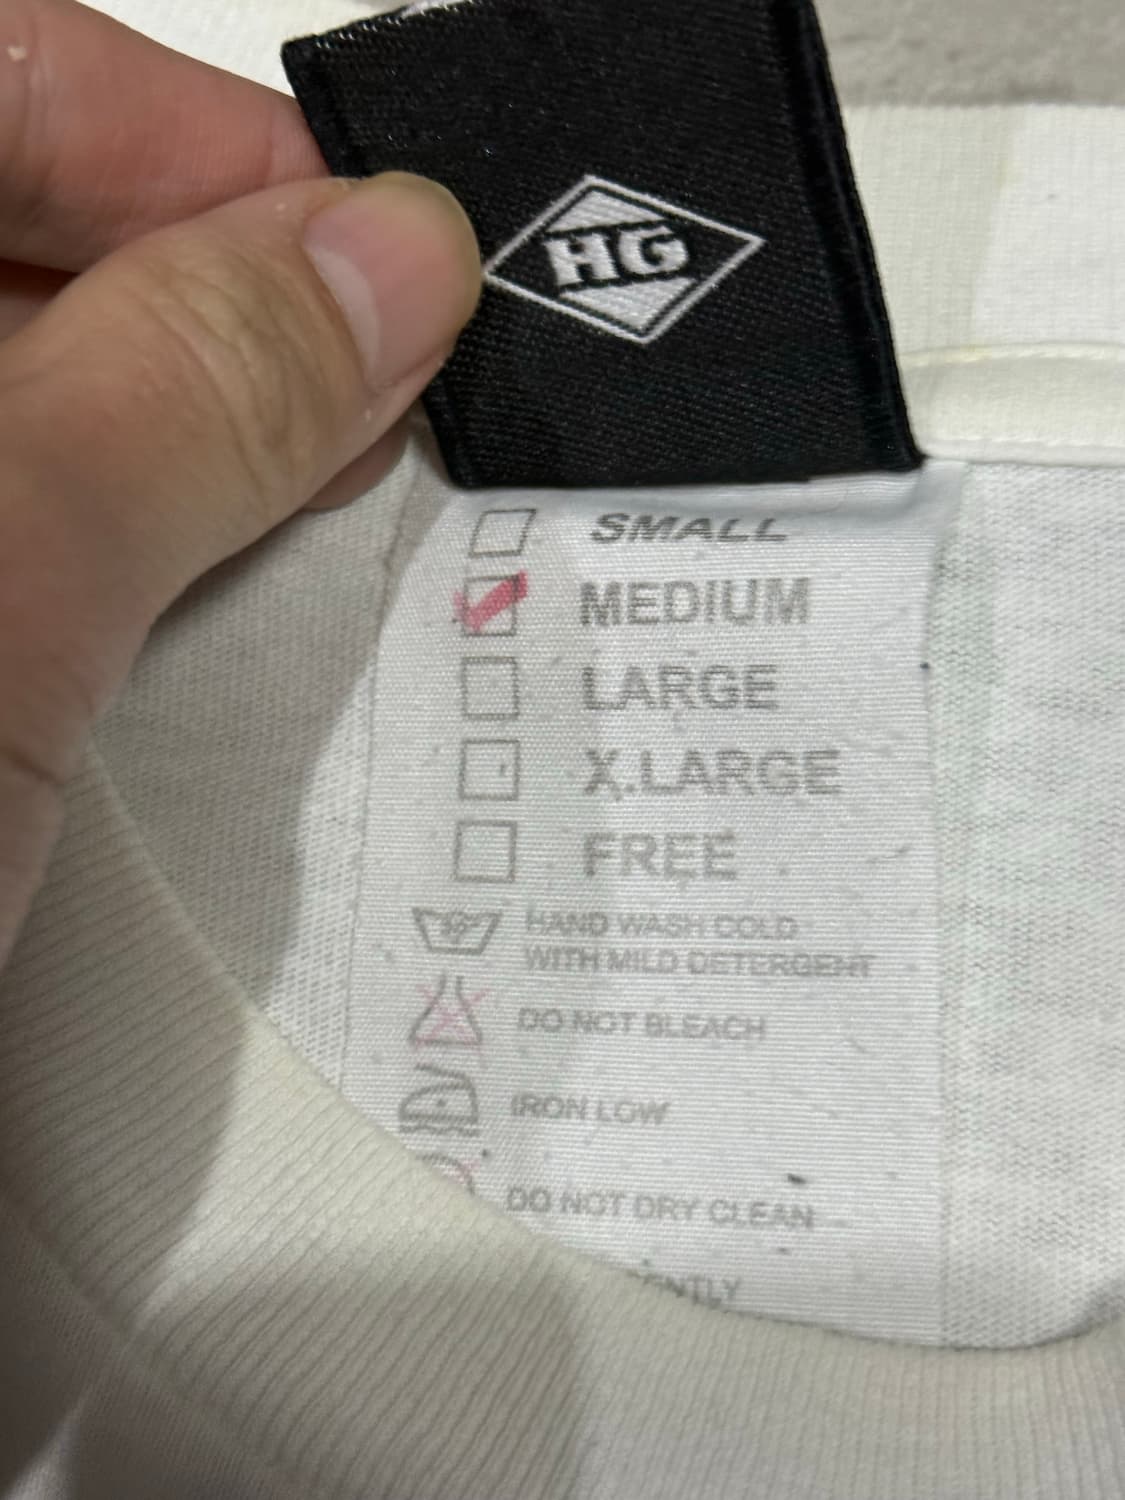 HG
SMALL
MEDIUM
LARGE
X.LARGE
FREE
HAND WASH COLD
WITH MILD DETERGENT
DO NOT BLEACH
IRON LOW
DO NOT DRY CLEAN